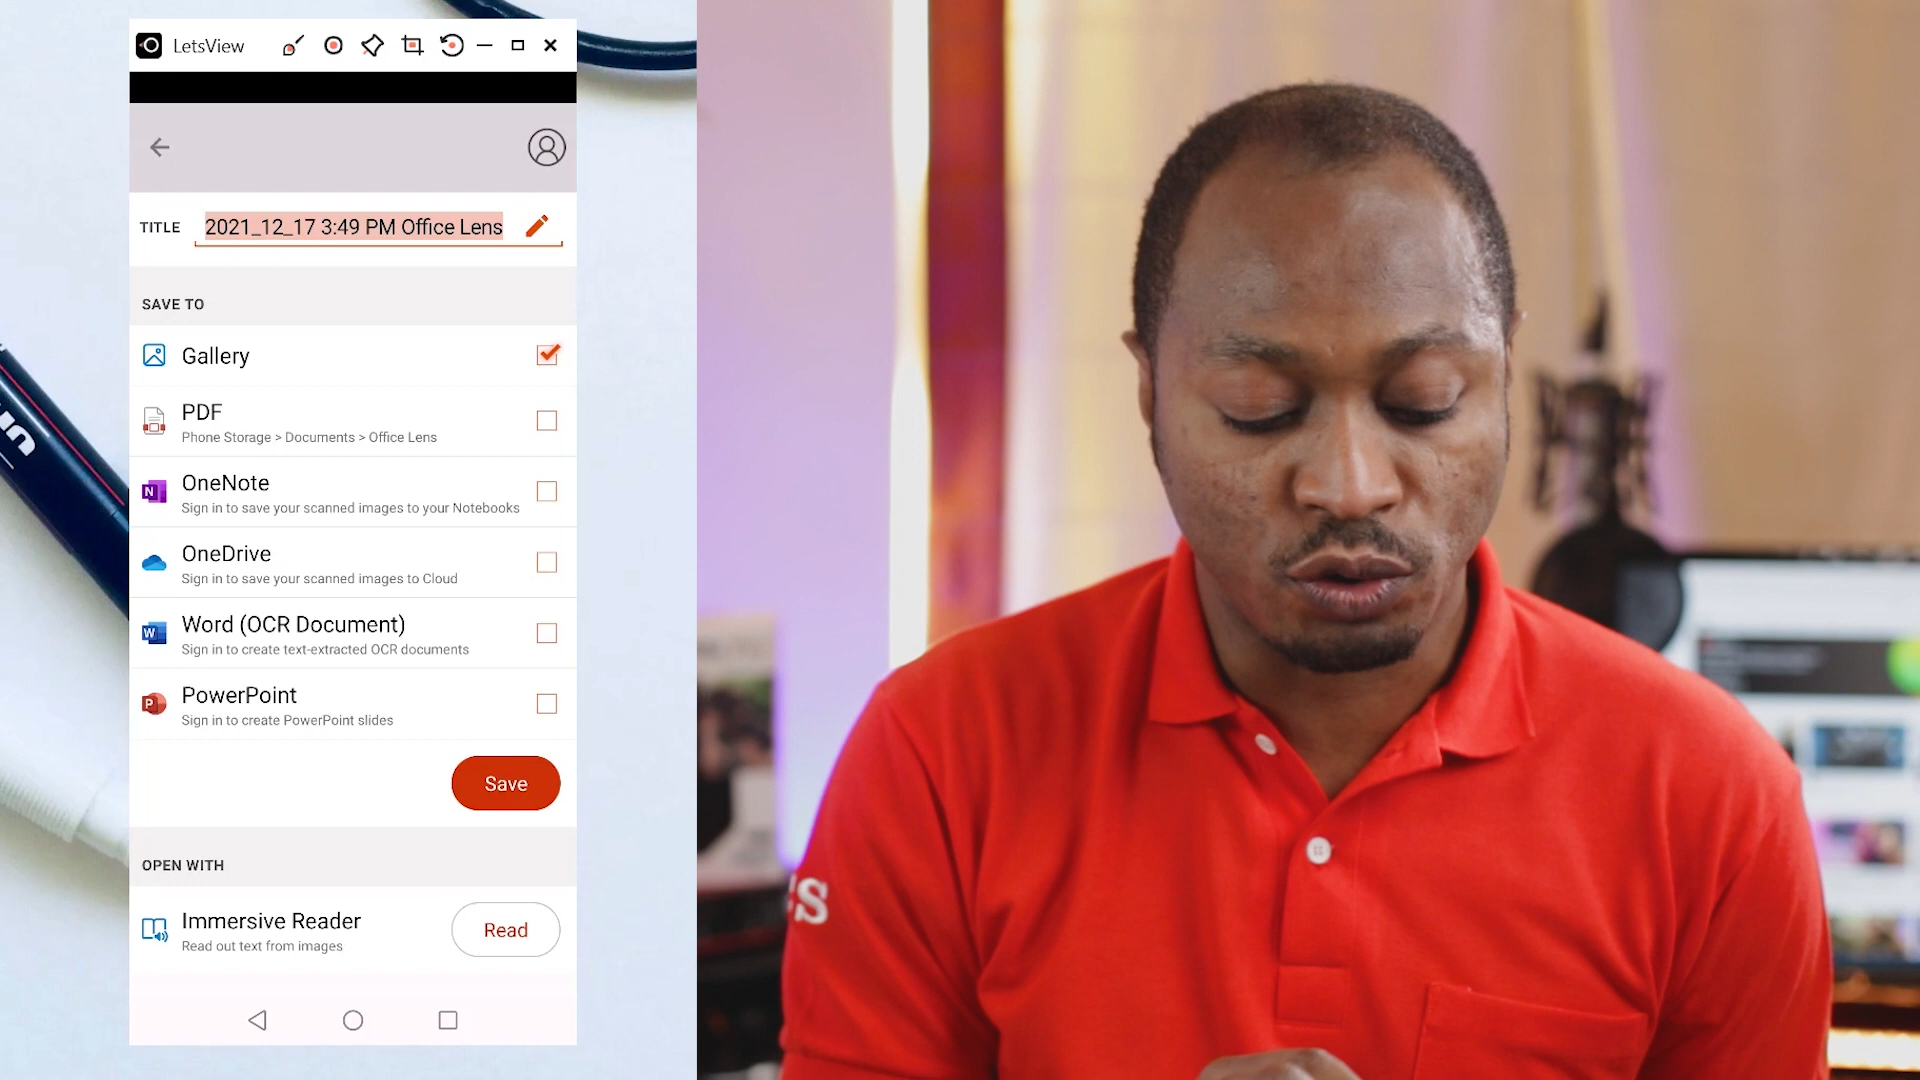 LetsView
TITLE 2021_12_17 3:49 PM Office Lens
SAVE TO
Gallery
PDF
Phone Storage > Documents > Office Lens
OneNote
Sign in to save your scanned images to your Notebooks
OneDrive
Sign in to save your scanned images to Cloud
Word (OCR Document)
Sign in to create text-extracted OCR documents
PowerPoint
Sign in to create PowerPoint slides
Save
OPEN WITH
Immersive Reader
Read out text from images
Read